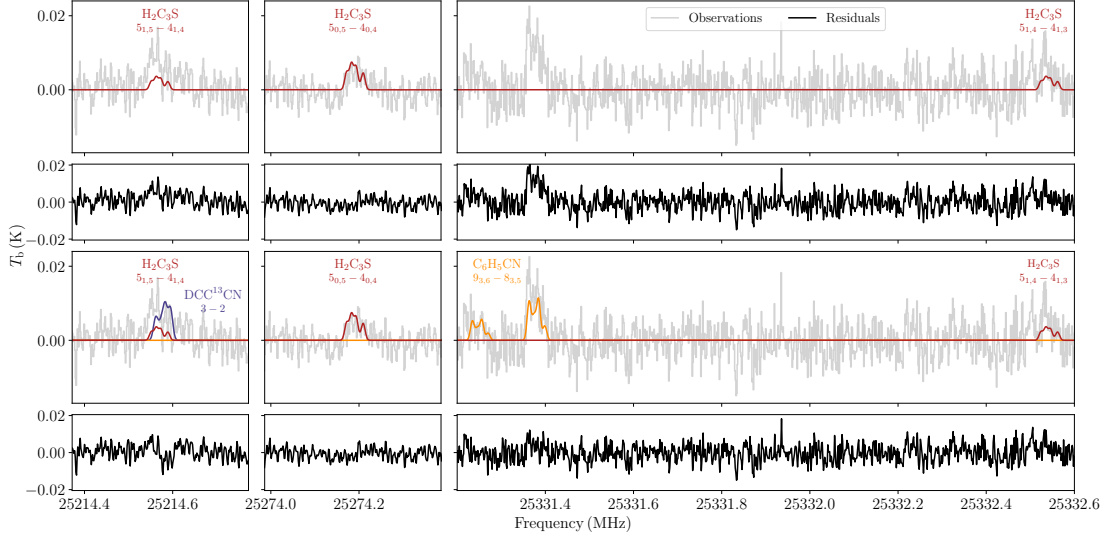 Observations
Residuals
H₂C₃S
5₁,₅ − 4₁,₄
H₂C₃S
5₀,₅ − 4₀,₄
H₂C₃S
5₁,₄ − 4₁,₃
0.02
0.00
0.02
0.00
−0.02
T_b (K)
H₂C₃S
5₁,₅ − 4₁,₄
DCC¹³CN
3 − 2
H₂C₃S
5₀,₅ − 4₀,₄
C₆H₅CN
9₃,₆ − 8₃,₅
H₂C₃S
5₁,₄ − 4₁,₃
0.02
0.00
0.02
0.00
−0.02
25214.4 25214.6 25274.0 25274.2 25331.4 25331.6 25331.8 25332.0 25332.2 25332.4 25332.6
Frequency (MHz)